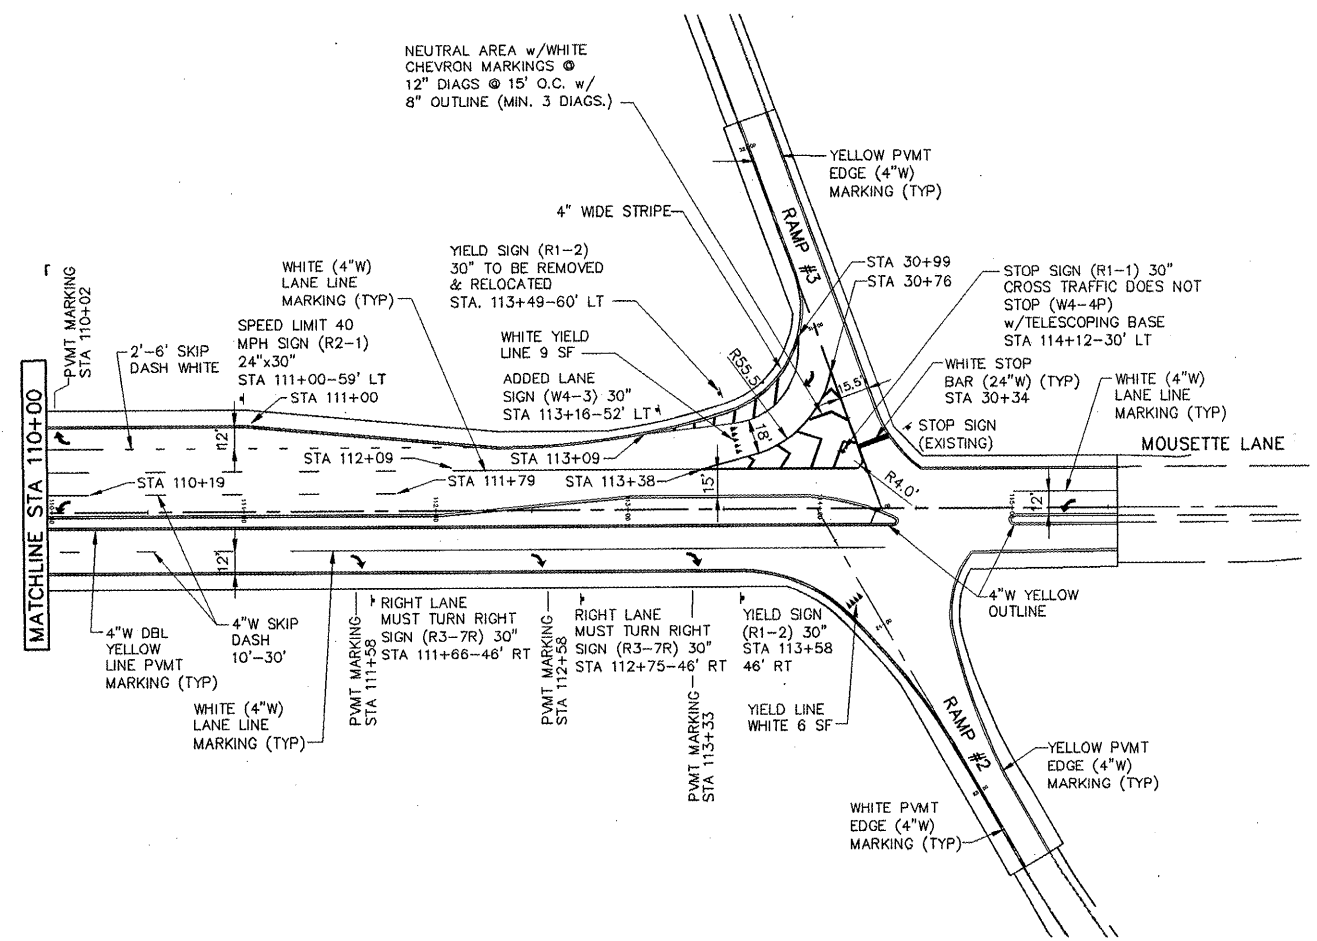 NEUTRAL AREA w/WHITE
CHEVRON MARKINGS @
12" DIAGS @ 15' O.C. w/
8" OUTLINE (MIN. 3 DIAGS.)
YELLOW PVMT
EDGE (4"W)
MARKING (TYP)
4" WIDE STRIPE
RAMP #3
YIELD SIGN (R1-2)
30" TO BE REMOVED
& RELOCATED
STA. 113+49-60' LT
WHITE (4"W)
LANE LINE
MARKING (TYP)
STA 30+99
STA 30+76
STOP SIGN (R1-1) 30"
CROSS TRAFFIC DOES NOT
STOP (W4-4P)
w/TELESCOPING BASE
STA 114+12-30' LT
PVMT MARKING
STA 110+02
SPEED LIMIT 40
MPH SIGN (R2-1)
24"x30"
STA 111+00-59' LT
STA 111+00
2'-6' SKIP
DASH WHITE
WHITE YIELD
LINE 9 SF
ADDED LANE
SIGN (W4-3) 30"
STA 113+16-52' LT
R55.5'
15.5'
18'
WHITE STOP
BAR (24"W) (TYP)
STA 30+34
WHITE (4"W)
LANE LINE
MARKING (TYP)
STOP SIGN
(EXISTING)
MOUSETTE LANE
MATCHLINE STA 110+00
12'
STA 112+09
STA 113+09
STA 110+19
STA 111+79
STA 113+38
15'
R4.0'
12'
12'
4"W DBL
YELLOW
LINE PVMT
MARKING (TYP)
4"W SKIP
DASH
10'-30'
WHITE (4"W)
LANE LINE
MARKING (TYP)
PVMT MARKING
STA 111+58
RIGHT LANE
MUST TURN RIGHT
SIGN (R3-7R) 30"
STA 111+66-46' RT
PVMT MARKING
STA 112+58
RIGHT LANE
MUST TURN RIGHT
SIGN (R3-7R) 30"
STA 112+75-46' RT
PVMT MARKING
STA 113+33
YIELD SIGN
(R1-2) 30"
STA 113+58
46' RT
YIELD LINE
WHITE 6 SF
4"W YELLOW
OUTLINE
RAMP #2
YELLOW PVMT
EDGE (4"W)
MARKING (TYP)
WHITE PVMT
EDGE (4"W)
MARKING (TYP)